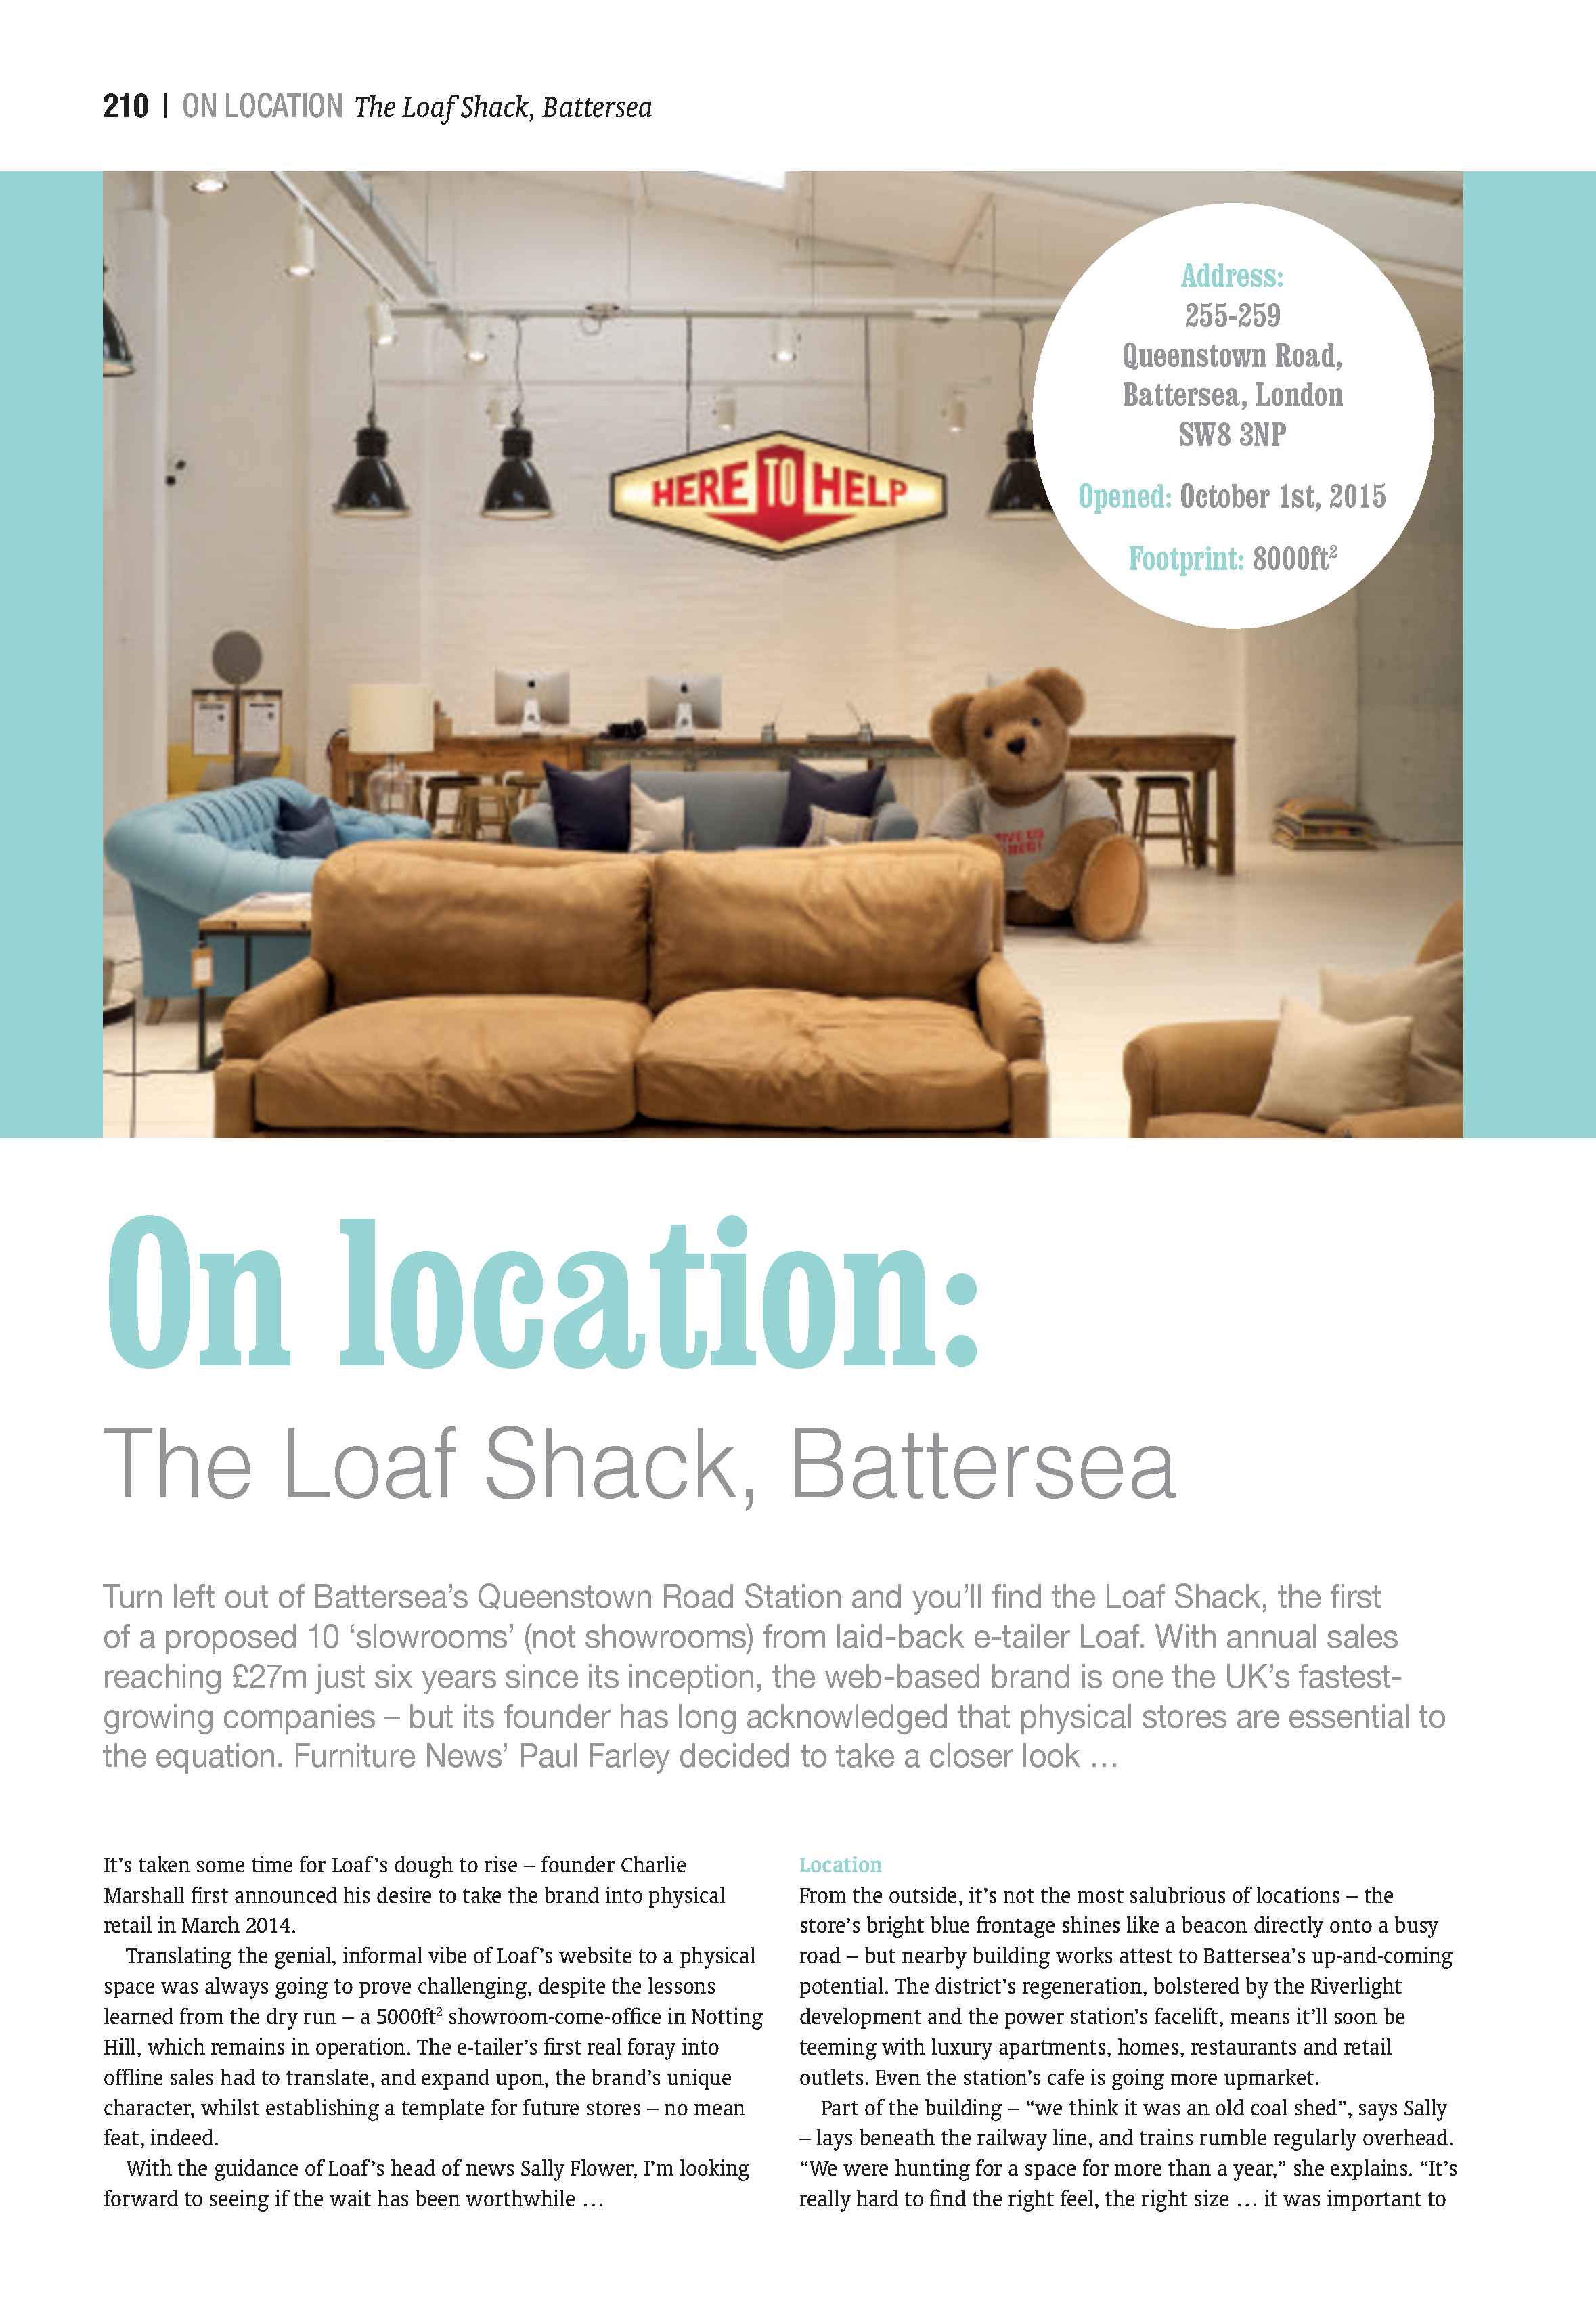 210 | ON LOCATION The Loaf Shack, Battersea
Address:
255-259
Queenstown Road,
Battersea, London
SW8 3NP
Opened: October 1st, 2015
Footprint: 8000ft²
HERE TO HELP
On location:
The Loaf Shack, Battersea
Turn left out of Battersea’s Queenstown Road Station and you’ll find the Loaf Shack, the first
of a proposed 10 ‘slowrooms’ (not showrooms) from laid-back e-tailer Loaf. With annual sales
reaching £27m just six years since its inception, the web-based brand is one the UK’s fastest-
growing companies – but its founder has long acknowledged that physical stores are essential to
the equation. Furniture News’ Paul Farley decided to take a closer look …
It’s taken some time for Loaf’s dough to rise – founder Charlie
Marshall first announced his desire to take the brand into physical
retail in March 2014.
Translating the genial, informal vibe of Loaf’s website to a physical
space was always going to prove challenging, despite the lessons
learned from the dry run – a 5000ft² showroom-come-office in Notting
Hill, which remains in operation. The e-tailer’s first real foray into
offline sales had to translate, and expand upon, the brand’s unique
character, whilst establishing a template for future stores – no mean
feat, indeed.
With the guidance of Loaf’s head of news Sally Flower, I’m looking
forward to seeing if the wait has been worthwhile …
Location
From the outside, it’s not the most salubrious of locations – the
store’s bright blue frontage shines like a beacon directly onto a busy
road – but nearby building works attest to Battersea’s up-and-coming
potential. The district’s regeneration, bolstered by the Riverlight
development and the power station’s facelift, means it’ll soon be
teeming with luxury apartments, homes, restaurants and retail
outlets. Even the station’s cafe is going more upmarket.
Part of the building – “we think it was an old coal shed”, says Sally
– lays beneath the railway line, and trains rumble regularly overhead.
“We were hunting for a space for more than a year,” she explains. “It’s
really hard to find the right feel, the right size … it was important to